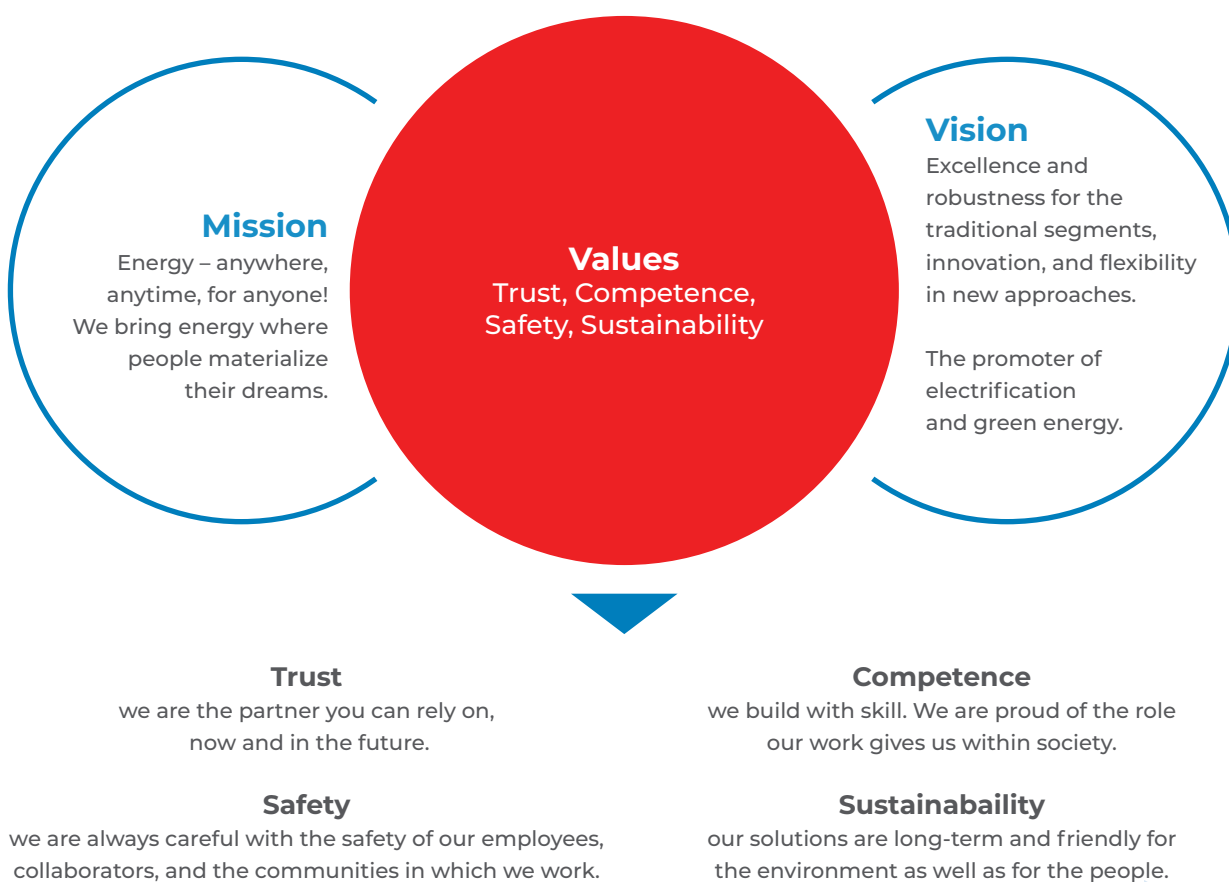 Mission
Energy – anywhere,
anytime, for anyone!
We bring energy where
people materialize
their dreams.
Values
Trust, Competence,
Safety, Sustainability
Vision
Excellence and
robustness for the
traditional segments,
innovation, and flexibility
in new approaches.
The promoter of
electrification
and green energy.
Trust
we are the partner you can rely on,
now and in the future.
Competence
we build with skill. We are proud of the role
our work gives us within society.
Safety
we are always careful with the safety of our employees,
collaborators, and the communities in which we work.
Sustainabaility
our solutions are long-term and friendly for
the environment as well as for the people.